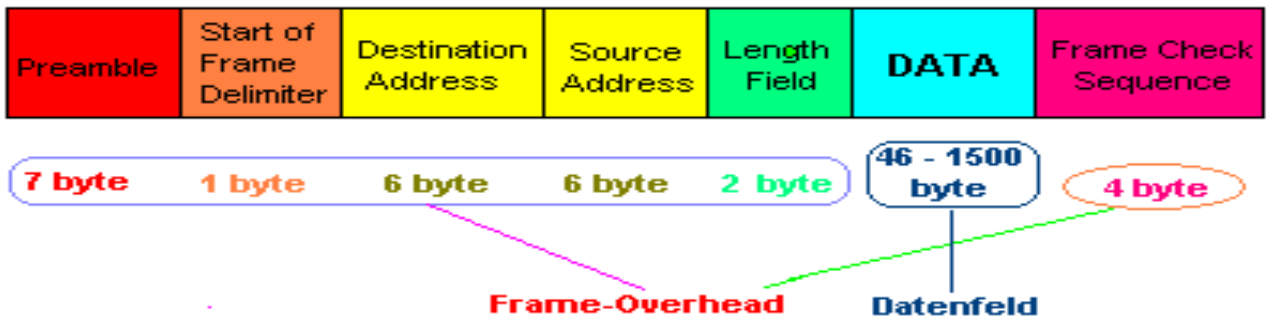 Preamble
Start of
Frame
Delimiter
Destination
Address
Source
Address
Length
Field
DATA
Frame Check
Sequence
7 byte
1 byte
6 byte
6 byte
2 byte
46 - 1500
byte
4 byte
Frame-Overhead
Datenfeld